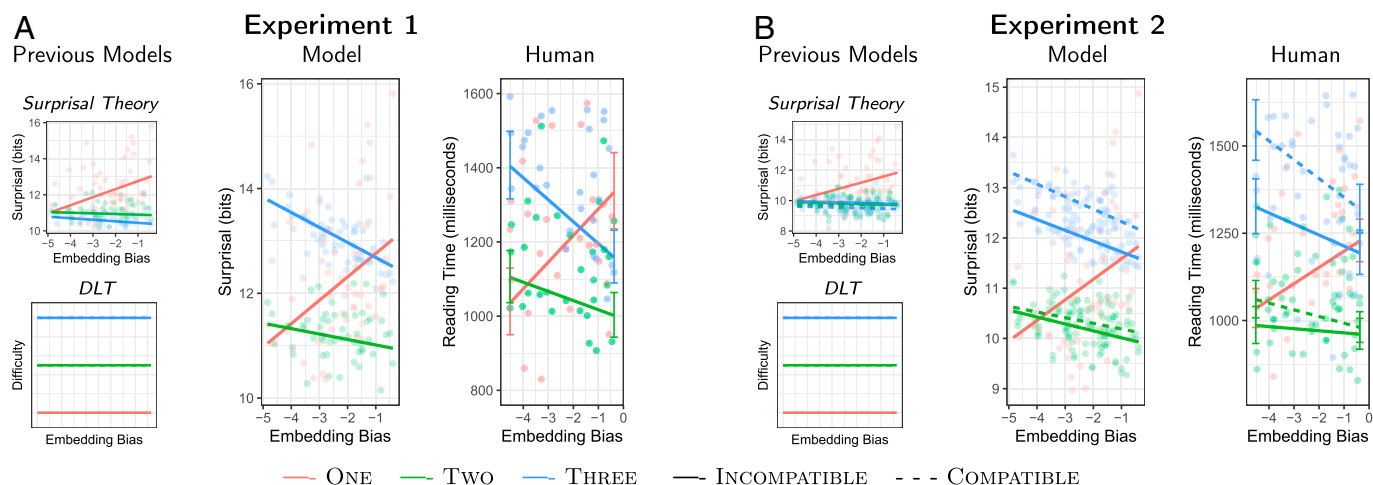 A
Experiment 1
Previous Models
Model
Human
Surprisal Theory
Surprisal (bits)
16
14
12
10
−5 −4 −3 −2 −1
Embedding Bias
DLT
Difficulty
Embedding Bias
Surprisal (bits)
16
14
12
10
−5 −4 −3 −2 −1
Embedding Bias
Reading Time (milliseconds)
1600
1400
1200
1000
800
−5 −4 −3 −2 −1 0
Embedding Bias
B
Experiment 2
Previous Models
Model
Human
Surprisal Theory
Surprisal (bits)
14
12
10
8
−5 −4 −3 −2 −1
Embedding Bias
DLT
Difficulty
Embedding Bias
Surprisal (bits)
15
14
13
12
11
10
9
−5 −4 −3 −2 −1
Embedding Bias
Reading Time (milliseconds)
1500
1250
1000
−4 −3 −2 −1 0
Embedding Bias
One Two Three Incompatible Compatible